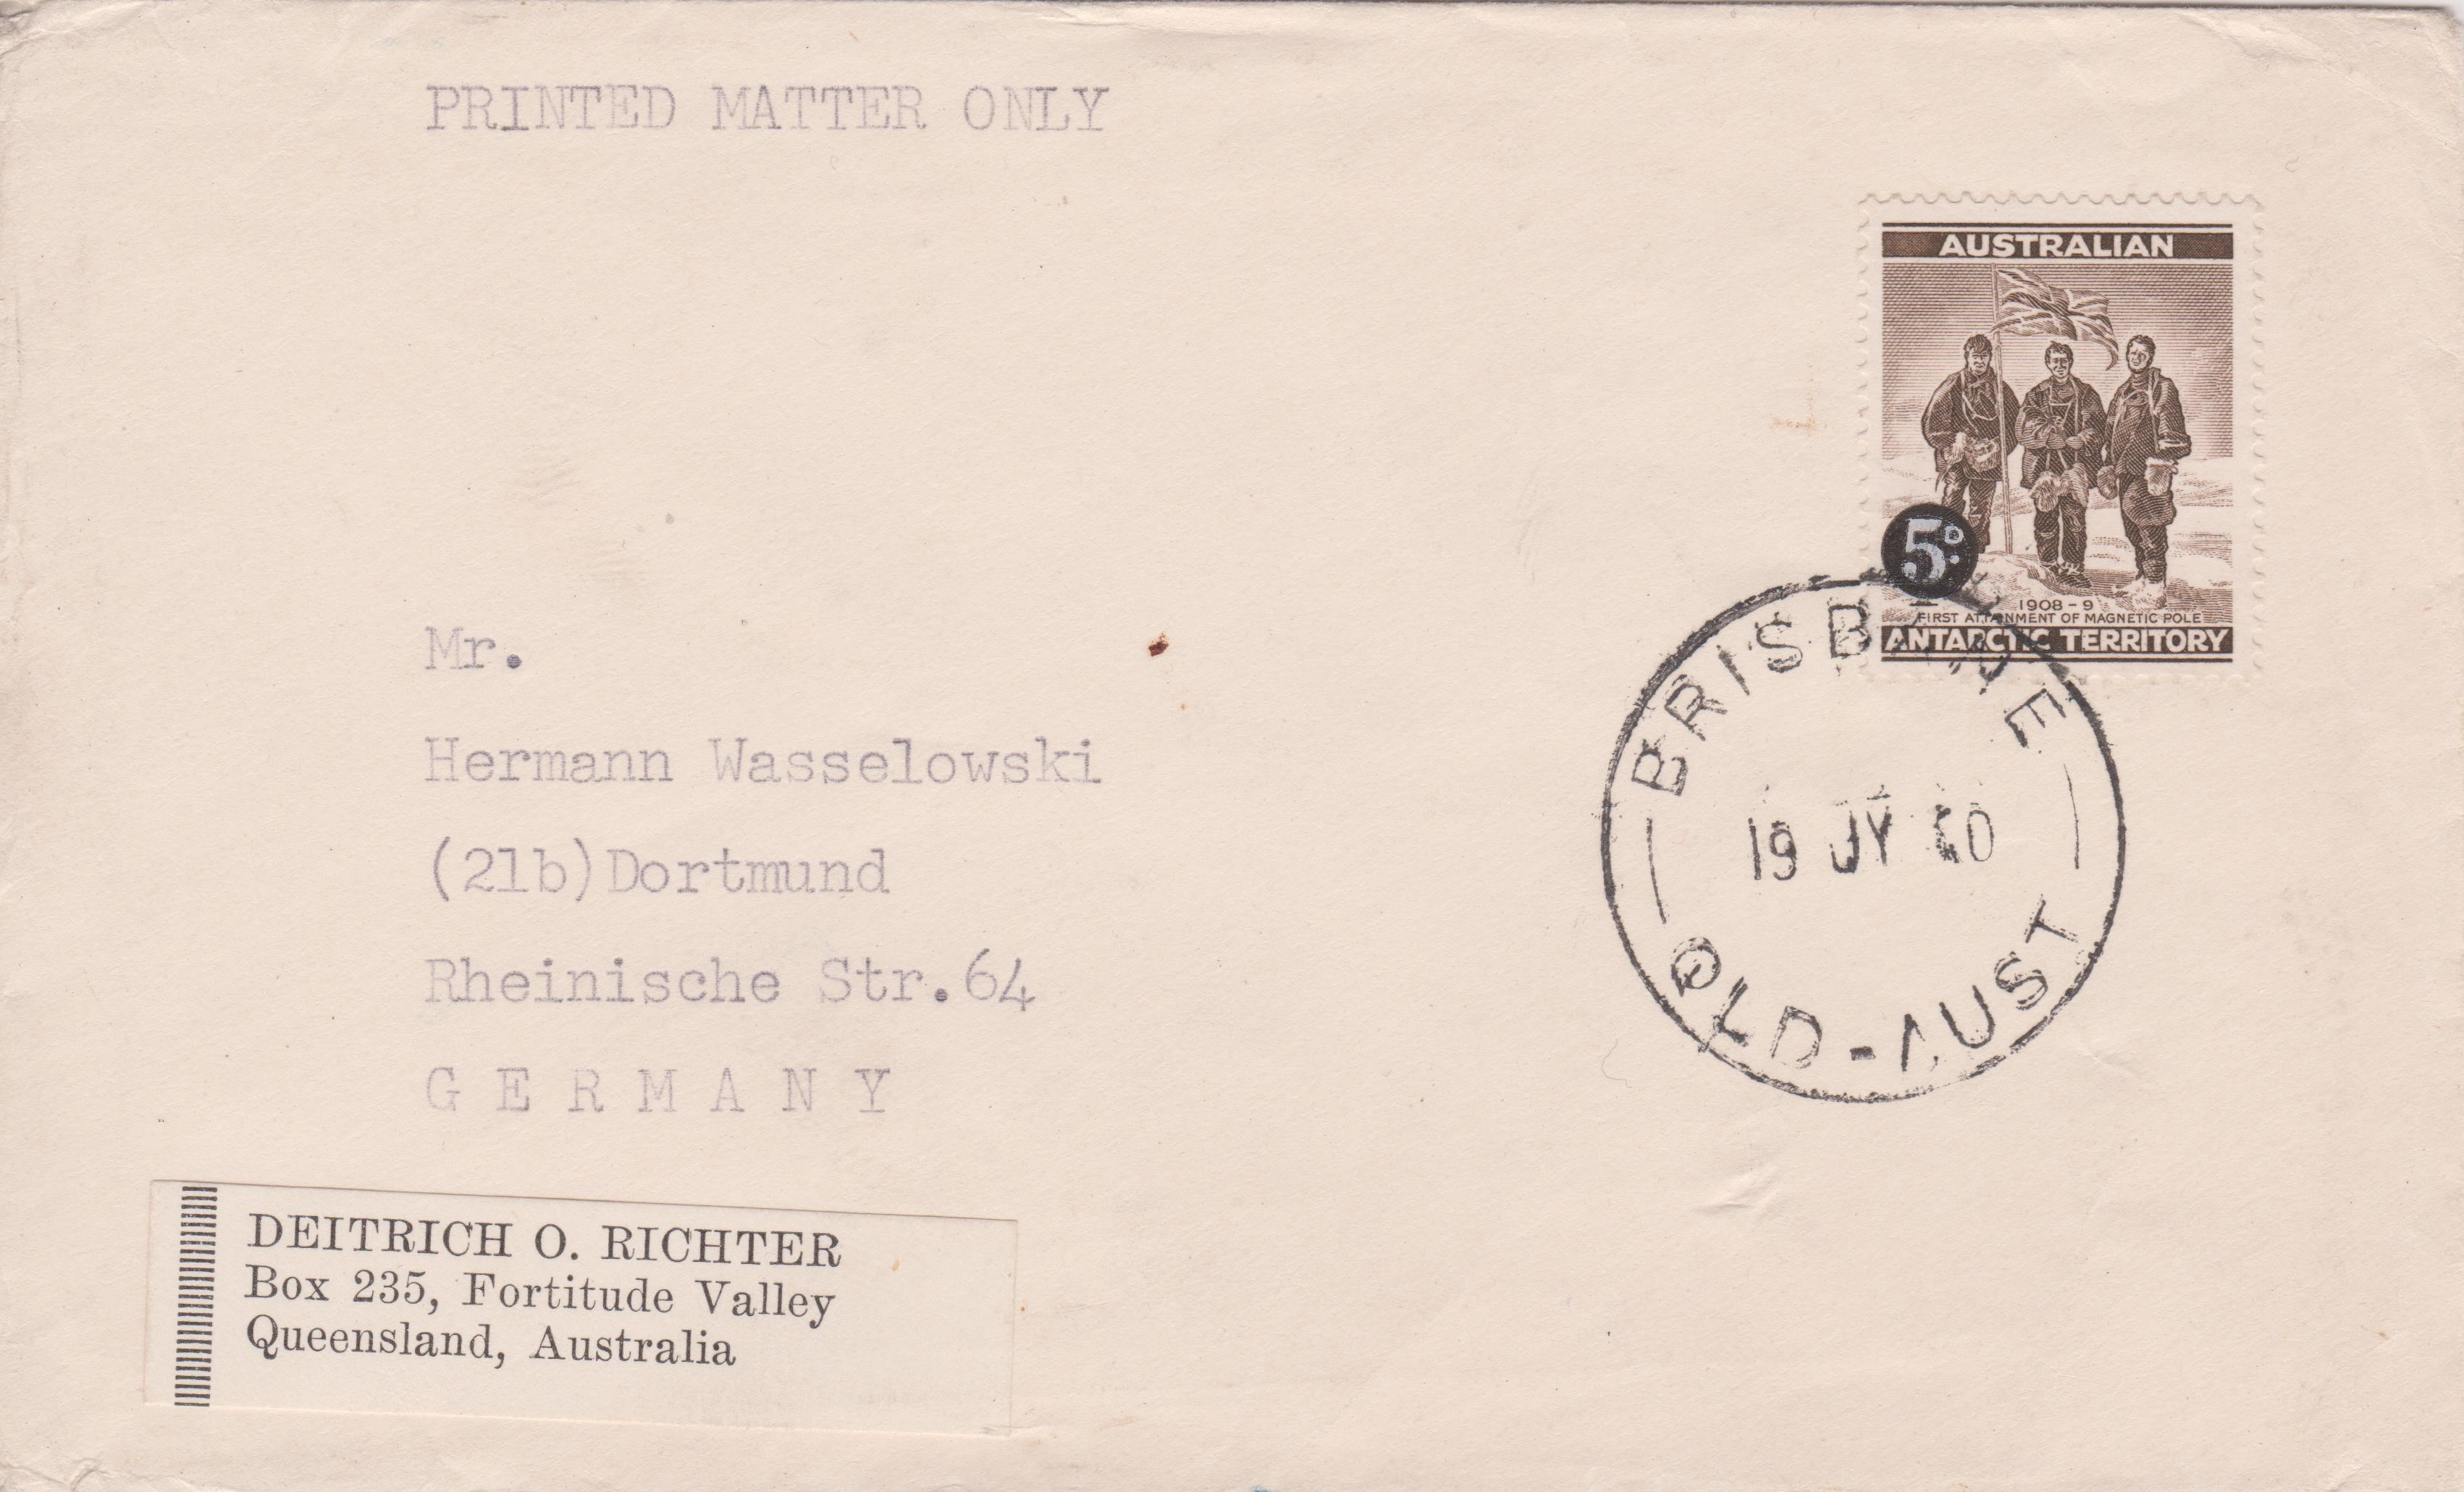 PRINTED MATTER ONLY
AUSTRALIAN
5D.
1908-9
FIRST ATTAINMENT OF MAGNETIC POLE
ANTARCTIC TERRITORY
BRISBANE
19 JY 60
QLD-AUST
Mr.
Hermann Wasselowski
(21b)Dortmund
Rheinische Str.64
G E R M A N Y
DEITRICH O. RICHTER
Box 235, Fortitude Valley
Queensland, Australia